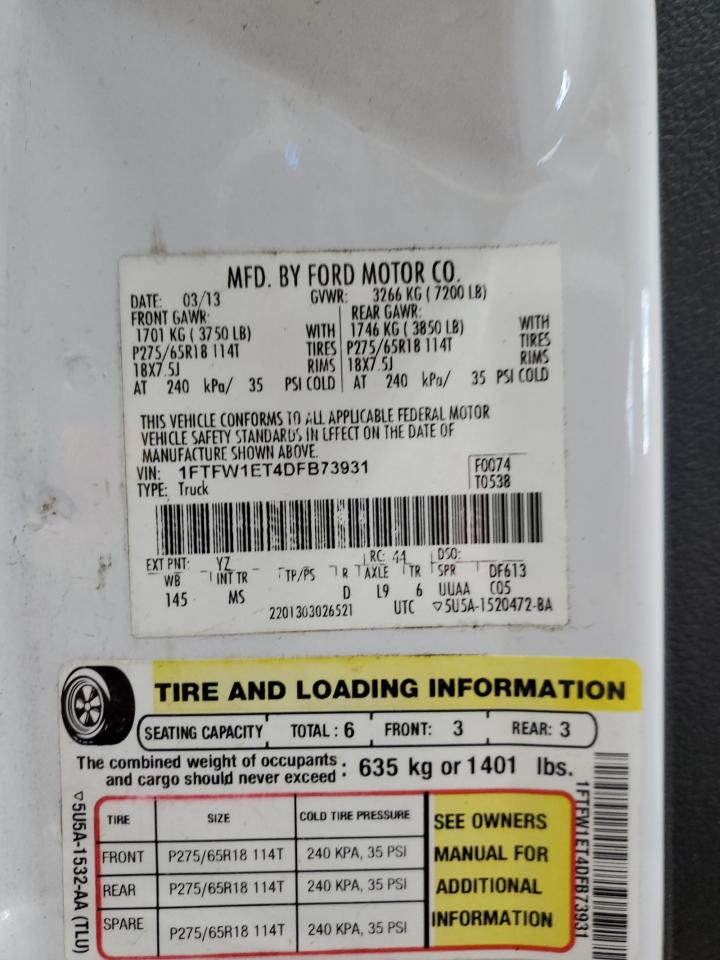 MFD. BY FORD MOTOR CO.
DATE: 03/13 GVWR: 3266 KG ( 7200 LB)
FRONT GAWR: REAR GAWR:
1701 KG ( 3750 LB) WITH 1746 KG ( 3850 LB) WITH
P275/65R18 114T TIRES P275/65R18 114T TIRES
18X7.5J RIMS 18X7.5J RIMS
AT 240 kPa/ 35 PSI COLD AT 240 kPa/ 35 PSI COLD
THIS VEHICLE CONFORMS TO ALL APPLICABLE FEDERAL MOTOR
VEHICLE SAFETY STANDARDS IN EFFECT ON THE DATE OF
MANUFACTURE SHOWN ABOVE.
VIN: 1FTFW1ET4DFB73931 F0074
TYPE: Truck T0538
EXT PNT: YZ RC: 44 DSO:
WB INT TR TP/PS R AXLE TR SPR DF613
145 MS D L9 6 UUAA C05
2201303026521 UTC ▽5U5A-1520472-BA
TIRE AND LOADING INFORMATION
SEATING CAPACITY TOTAL : 6 FRONT: 3 REAR: 3
The combined weight of occupants
and cargo should never exceed : 635 kg or 1401 lbs.
TIRE SIZE COLD TIRE PRESSURE
FRONT P275/65R18 114T 240 KPA, 35 PSI
REAR P275/65R18 114T 240 KPA, 35 PSI
SPARE P275/65R18 114T 240 KPA, 35 PSI
SEE OWNERS
MANUAL FOR
ADDITIONAL
INFORMATION
▽5U5A-1532-AA (TLU)
1FTFW1ET4DFB73931